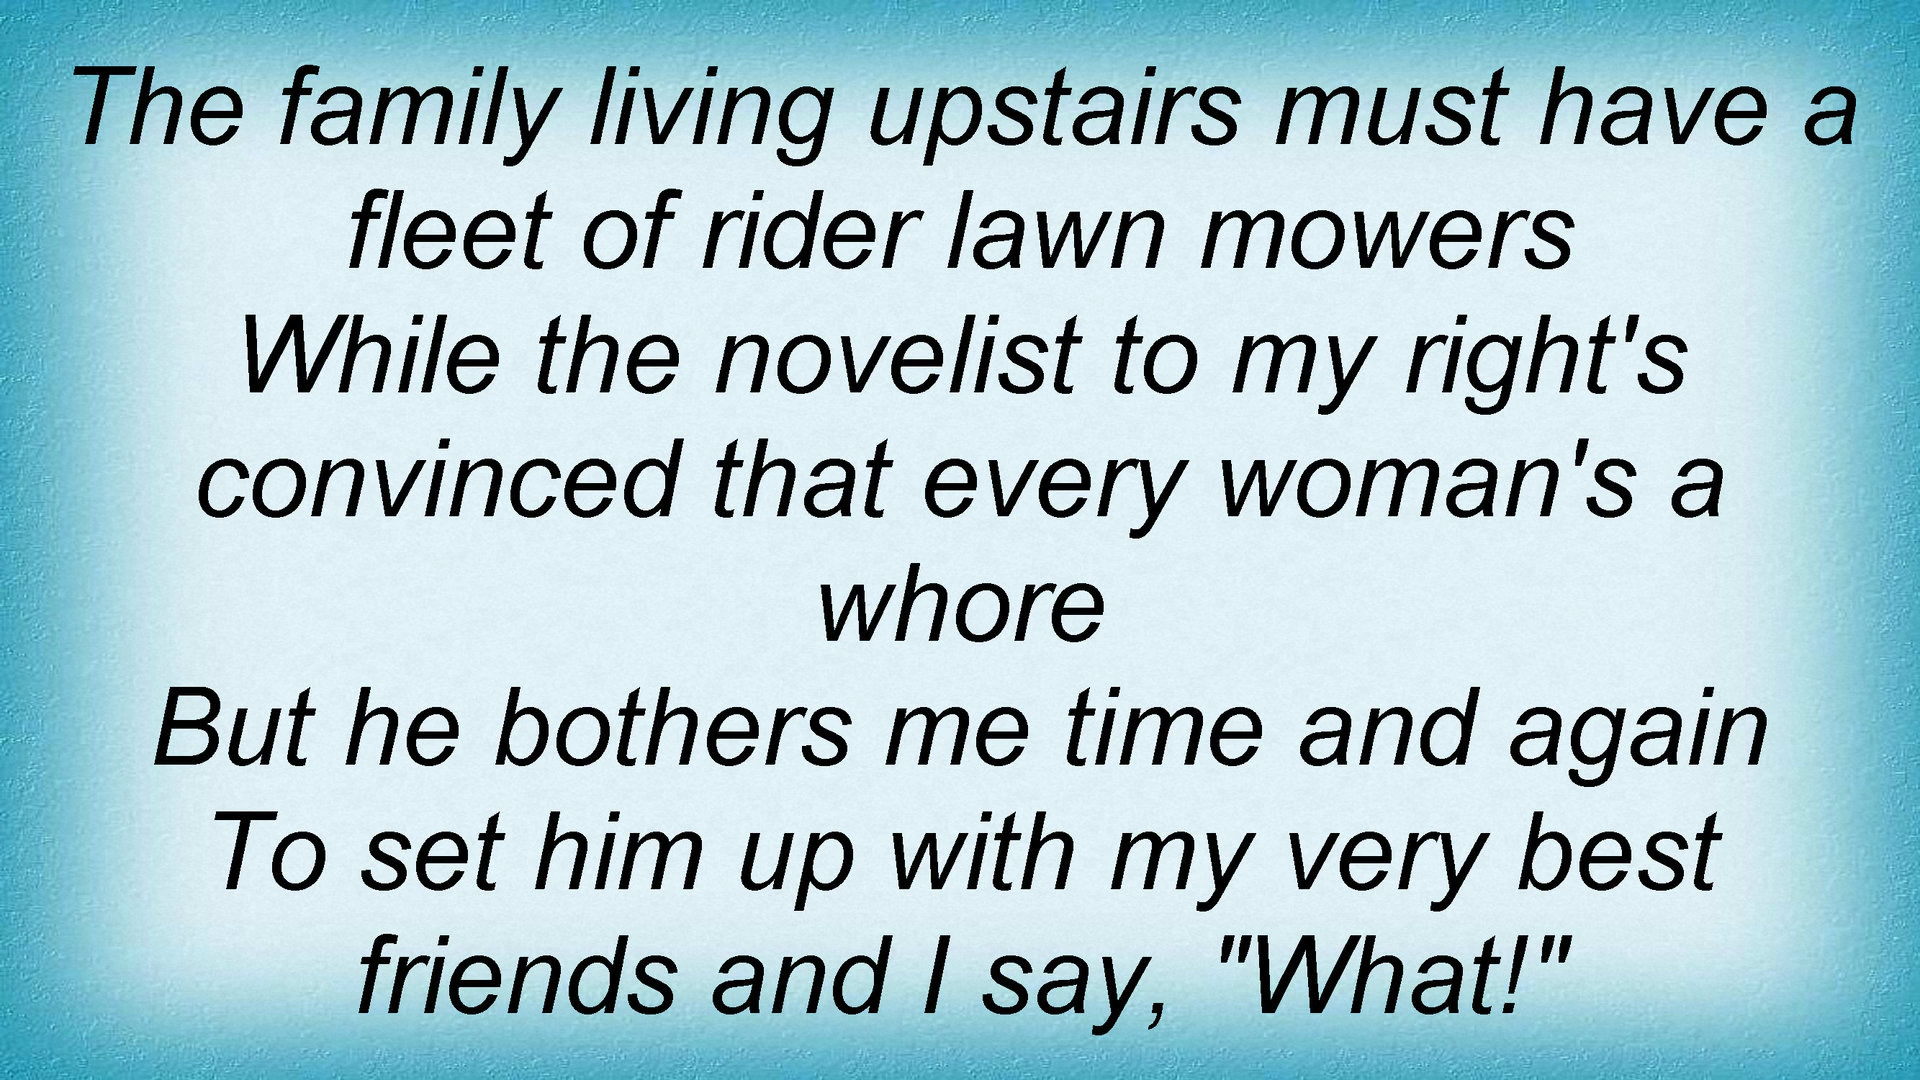 The family living upstairs must have a
fleet of rider lawn mowers
While the novelist to my right's
convinced that every woman's a
whore
But he bothers me time and again
To set him up with my very best
friends and I say, "What!"